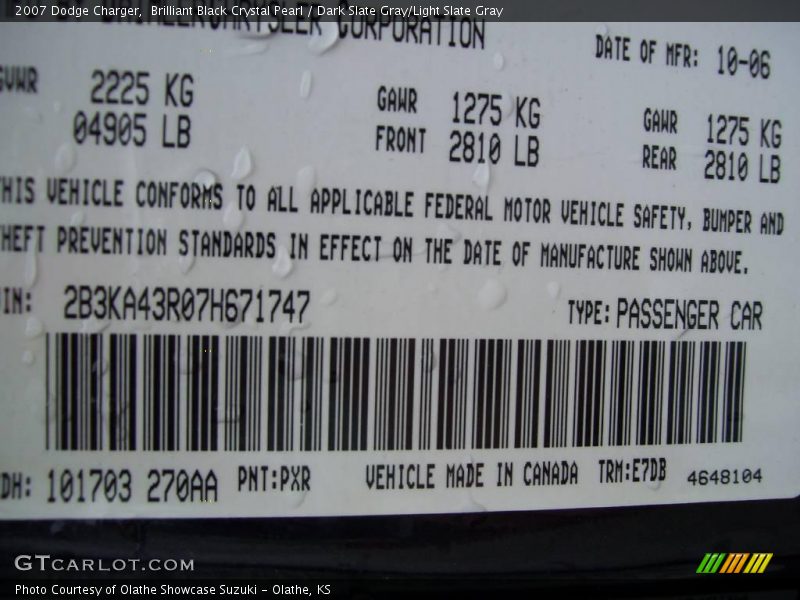 2007 Dodge Charger, Brilliant Black Crystal Pearl / Dark Slate Gray/Light Slate Gray
CORPORATION
DATE OF MFR: 10-06
GVWR 2225 KG GAWR 1275 KG GAWR 1275 KG
04905 LB FRONT 2810 LB REAR 2810 LB
THIS VEHICLE CONFORMS TO ALL APPLICABLE FEDERAL MOTOR VEHICLE SAFETY, BUMPER AND
THEFT PREVENTION STANDARDS IN EFFECT ON THE DATE OF MANUFACTURE SHOWN ABOVE.
VIN: 2B3KA43R07H671747 TYPE: PASSENGER CAR
DH: 101703 270AA PNT:PXR VEHICLE MADE IN CANADA TRM:E7DB 4648104
GTCARLOT.COM
Photo Courtesy of Olathe Showcase Suzuki - Olathe, KS